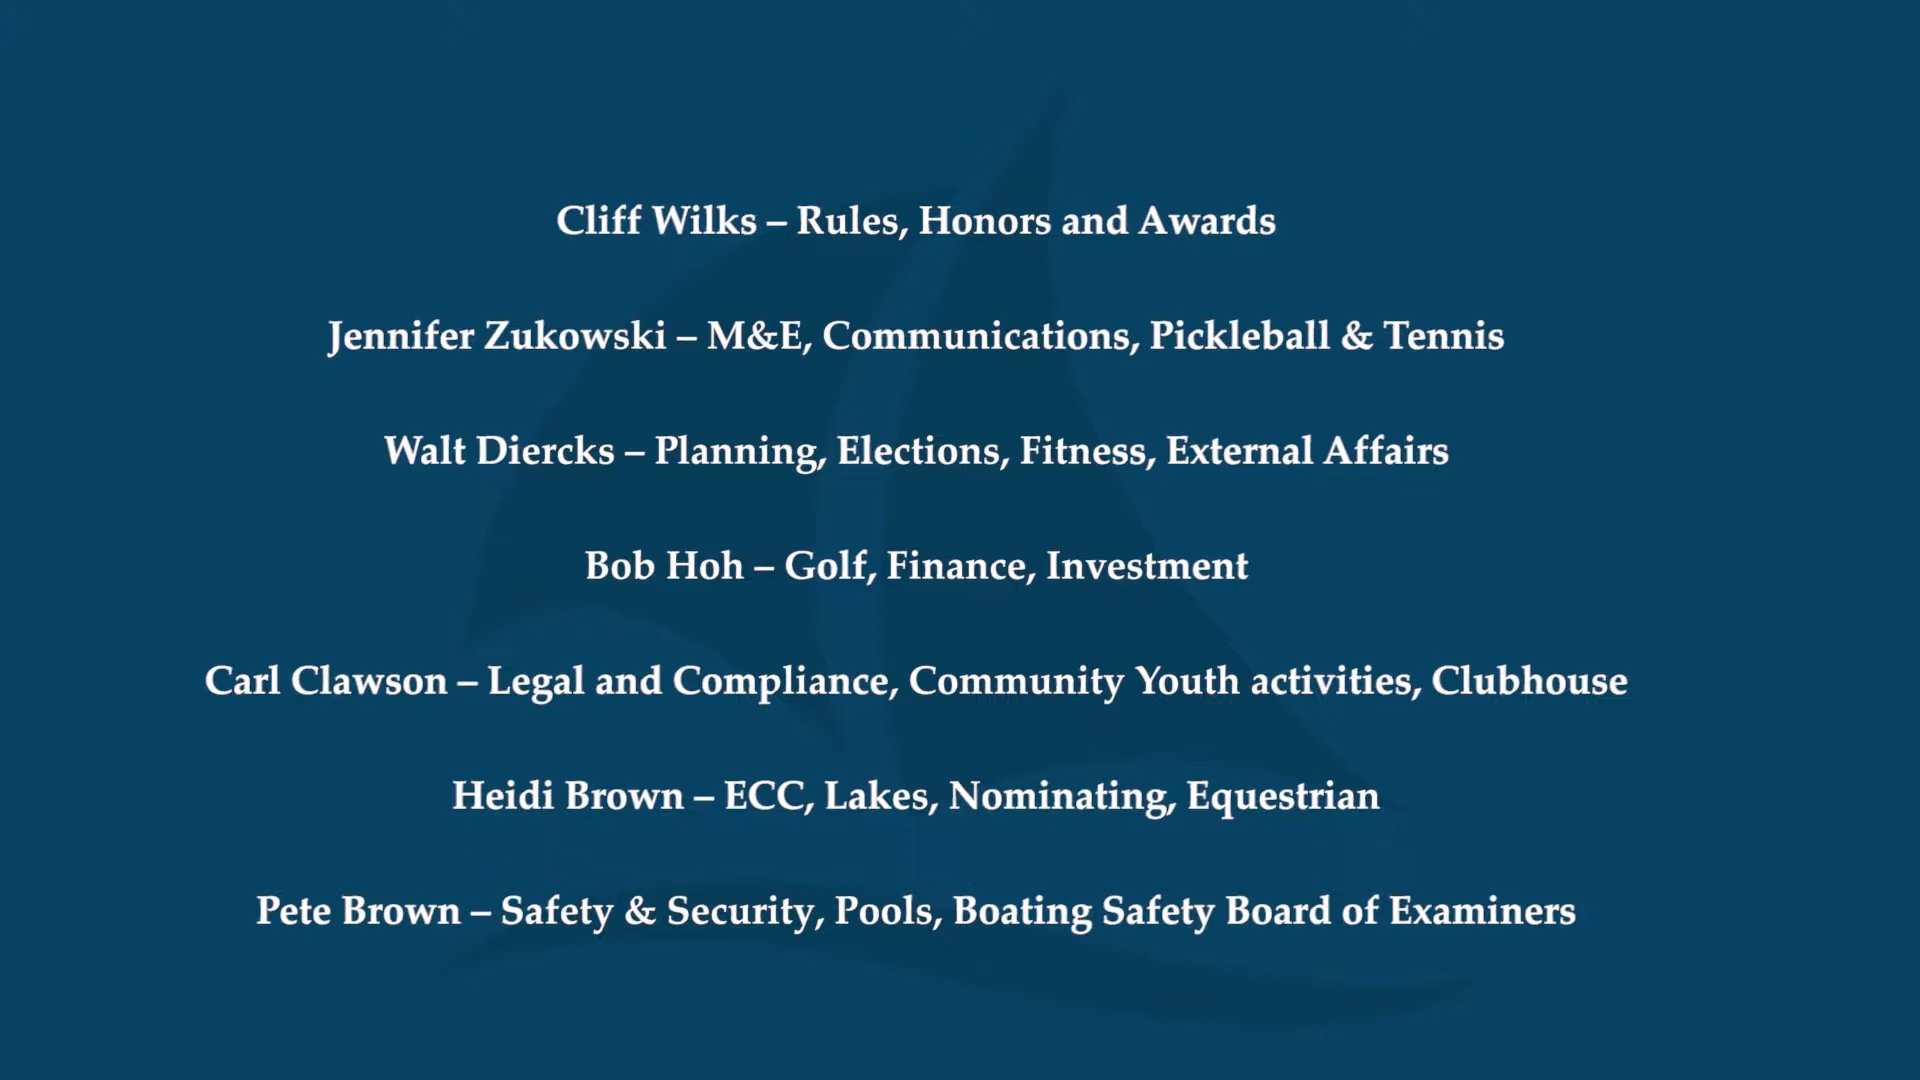 Cliff Wilks – Rules, Honors and Awards
Jennifer Zukowski – M&E, Communications, Pickleball & Tennis
Walt Diercks – Planning, Elections, Fitness, External Affairs
Bob Hoh – Golf, Finance, Investment
Carl Clawson – Legal and Compliance, Community Youth activities, Clubhouse
Heidi Brown – ECC, Lakes, Nominating, Equestrian
Pete Brown – Safety & Security, Pools, Boating Safety Board of Examiners